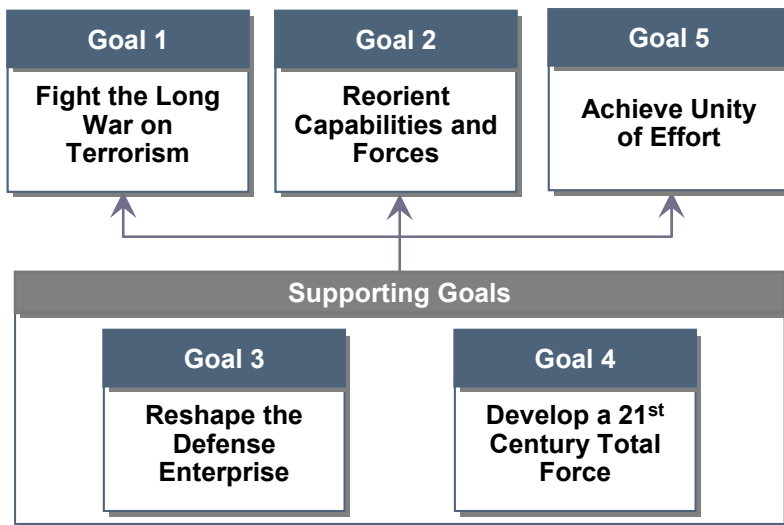 Goal 1
Fight the Long
War on
Terrorism
Goal 2
Reorient
Capabilities and
Forces
Goal 5
Achieve Unity
of Effort
Supporting Goals
Goal 3
Reshape the
Defense
Enterprise
Goal 4
Develop a 21st
Century Total
Force